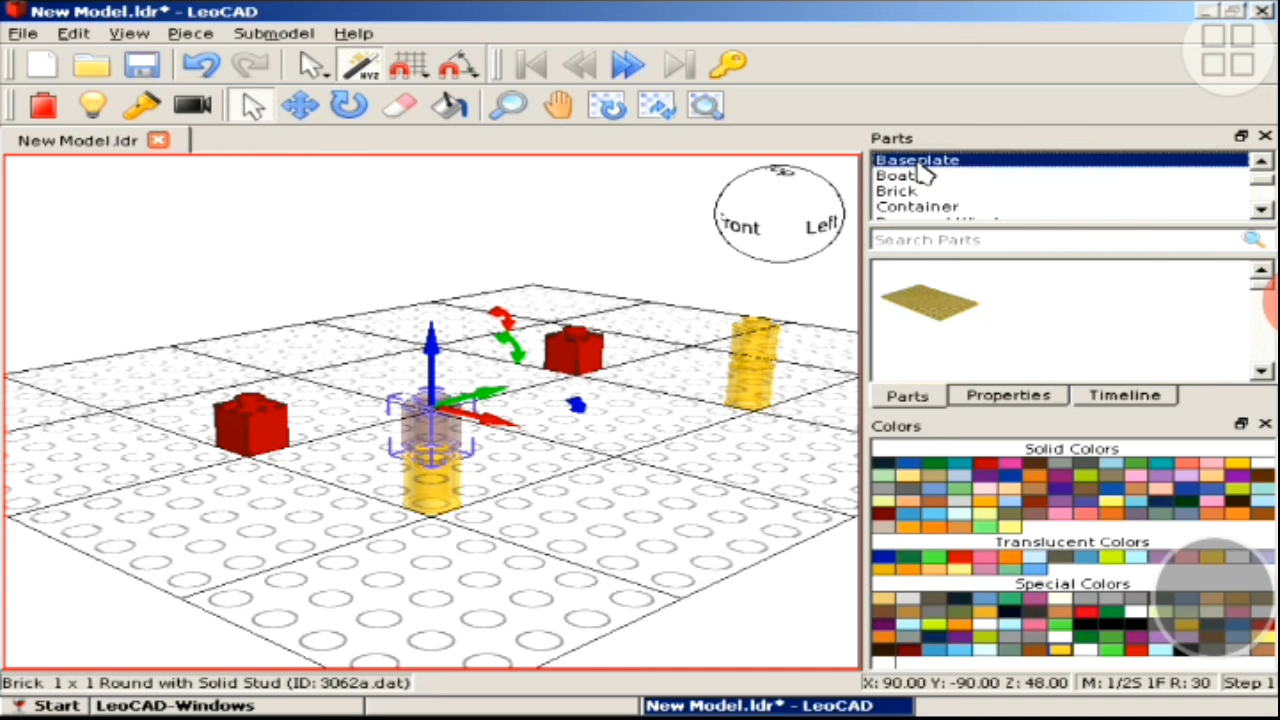 New Model.ldr* - LeoCAD
File Edit View Piece Submodel Help
XYZ
New Model.ldr
Parts
Baseplate
Boat
Brick
Container
Search Parts
Left
Parts Properties Timeline
Colors
Solid Colors
Translucent Colors
Special Colors
Brick 1 x 1 Round with Solid Stud (ID: 3062a.dat)
X: 90.00 Y: -90.00 Z: 48.00 M: 1/2S 1F R: 30 Step 1
Start LeoCAD-Windows New Model.ldr* - LeoCAD